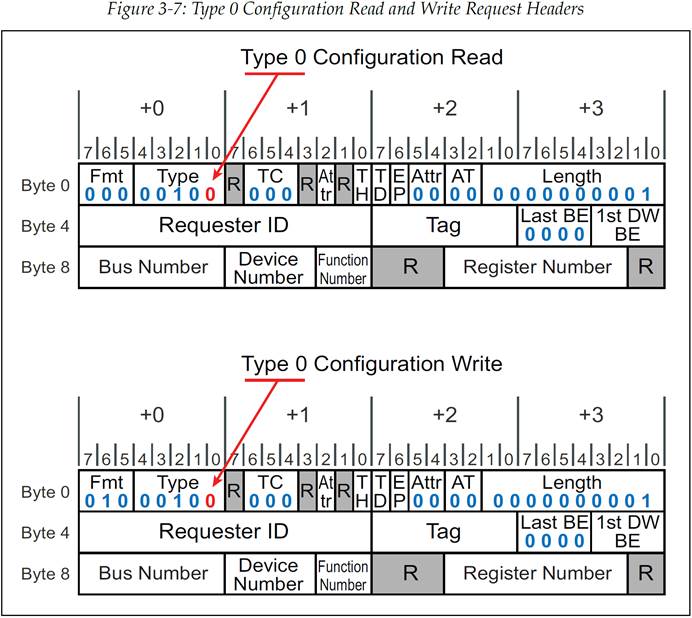 Figure 3-7: Type 0 Configuration Read and Write Request Headers
Type 0 Configuration Read
+0 +1 +2 +3
7 6 5 4 3 2 1 0 7 6 5 4 3 2 1 0 7 6 5 4 3 2 1 0 7 6 5 4 3 2 1 0
Byte 0 Fmt 0 0 0 Type 0 0 1 0 0 R TC 0 0 0 R Attr R TH TD EP Attr 0 0 AT 0 0 Length 0 0 0 0 0 0 0 0 0 1
Byte 4 Requester ID Tag Last BE 0 0 0 0 1st DW BE
Byte 8 Bus Number Device Number Function Number R Register Number R
Type 0 Configuration Write
+0 +1 +2 +3
7 6 5 4 3 2 1 0 7 6 5 4 3 2 1 0 7 6 5 4 3 2 1 0 7 6 5 4 3 2 1 0
Byte 0 Fmt 0 1 0 Type 0 0 1 0 0 R TC 0 0 0 R Attr R TH TD EP Attr 0 0 AT 0 0 Length 0 0 0 0 0 0 0 0 0 1
Byte 4 Requester ID Tag Last BE 0 0 0 0 1st DW BE
Byte 8 Bus Number Device Number Function Number R Register Number R